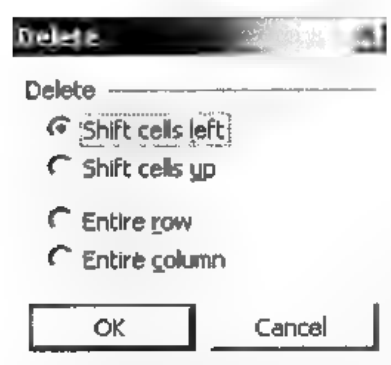 Delete
Delete
Shift cells left
Shift cells up
Entire row
Entire column
OK
Cancel